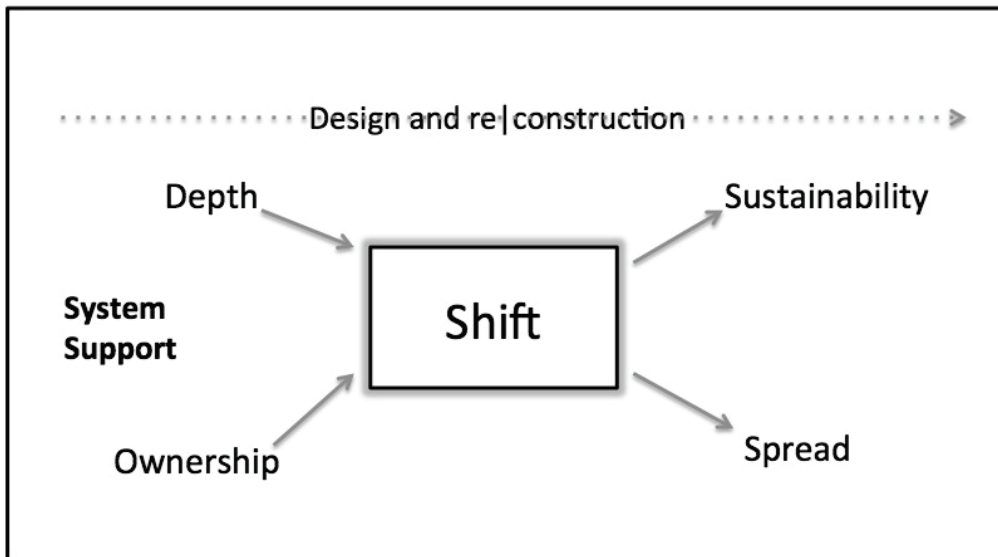 Design and re|construction
Depth
Sustainability
System
Support
Shift
Ownership
Spread